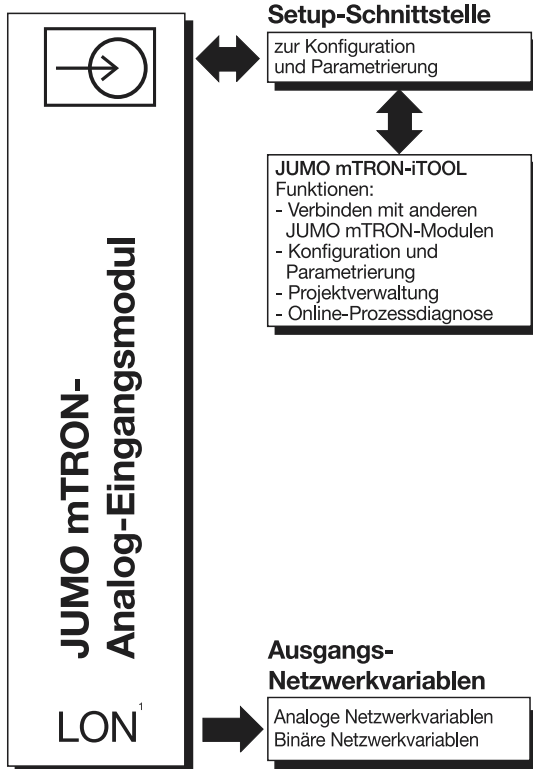 Setup-Schnittstelle
zur Konfiguration
und Parametrierung
JUMO mTRON-iTOOL
Funktionen:
- Verbinden mit anderen
JUMO mTRON-Modulen
- Konfiguration und
Parametrierung
- Projektverwaltung
- Online-Prozessdiagnose
JUMO mTRON-
Analog-Eingangsmodul
LON¹
Ausgangs-
Netzwerkvariablen
Analoge Netzwerkvariablen
Binäre Netzwerkvariablen